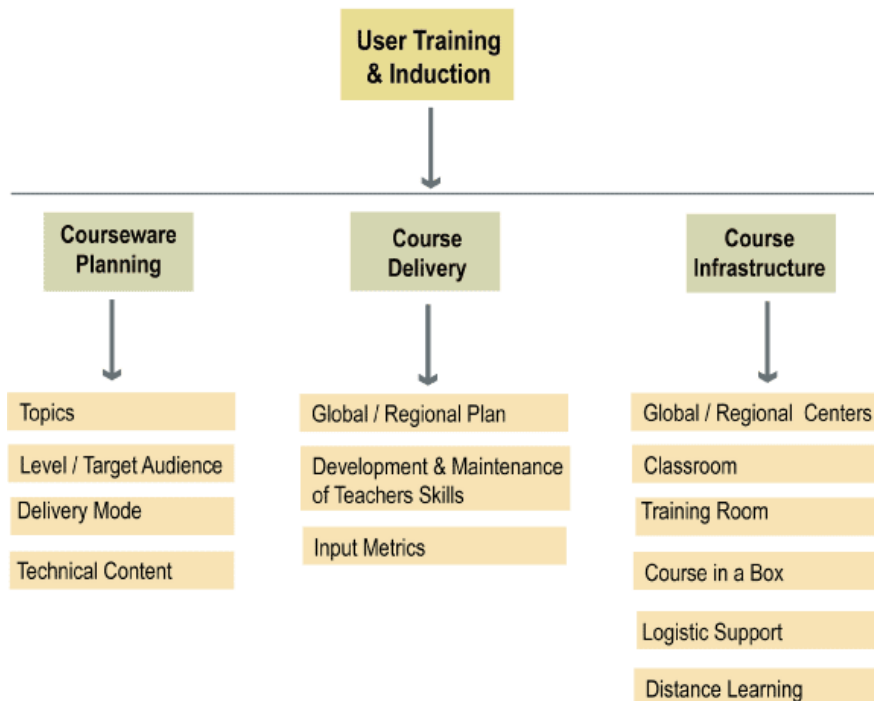 User Training
& Induction
Courseware
Planning
Topics
Level / Target Audience
Delivery Mode
Technical Content
Course
Delivery
Global / Regional Plan
Development & Maintenance
of Teachers Skills
Input Metrics
Course
Infrastructure
Global / Regional Centers
Classroom
Training Room
Course in a Box
Logistic Support
Distance Learning